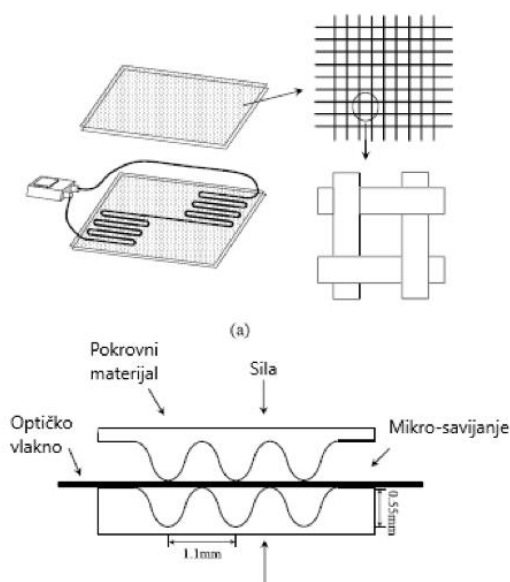 (a)
Pokrovni
materijal
Sila
Optičko
vlakno
Mikro-savijanje
0.55mm
1.1mm